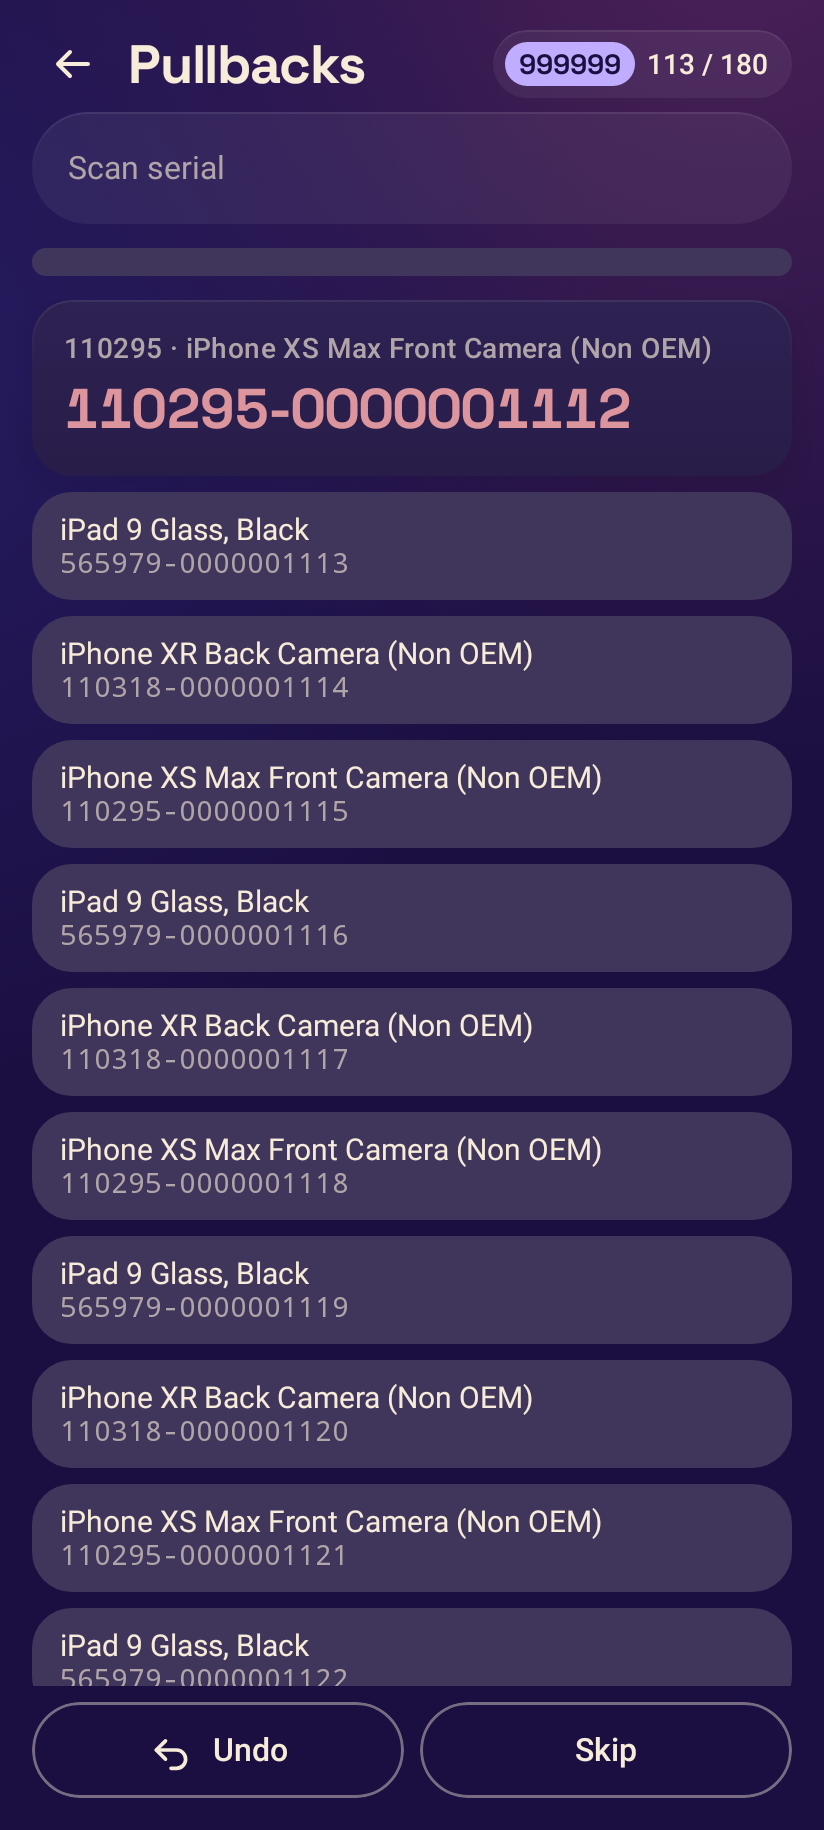 Pullbacks
999999 113 / 180
Scan serial
110295 · iPhone XS Max Front Camera (Non OEM)
110295-0000001112
iPad 9 Glass, Black
565979-0000001113
iPhone XR Back Camera (Non OEM)
110318-0000001114
iPhone XS Max Front Camera (Non OEM)
110295-0000001115
iPad 9 Glass, Black
565979-0000001116
iPhone XR Back Camera (Non OEM)
110318-0000001117
iPhone XS Max Front Camera (Non OEM)
110295-0000001118
iPad 9 Glass, Black
565979-0000001119
iPhone XR Back Camera (Non OEM)
110318-0000001120
iPhone XS Max Front Camera (Non OEM)
110295-0000001121
iPad 9 Glass, Black
565979-0000001122
Undo
Skip